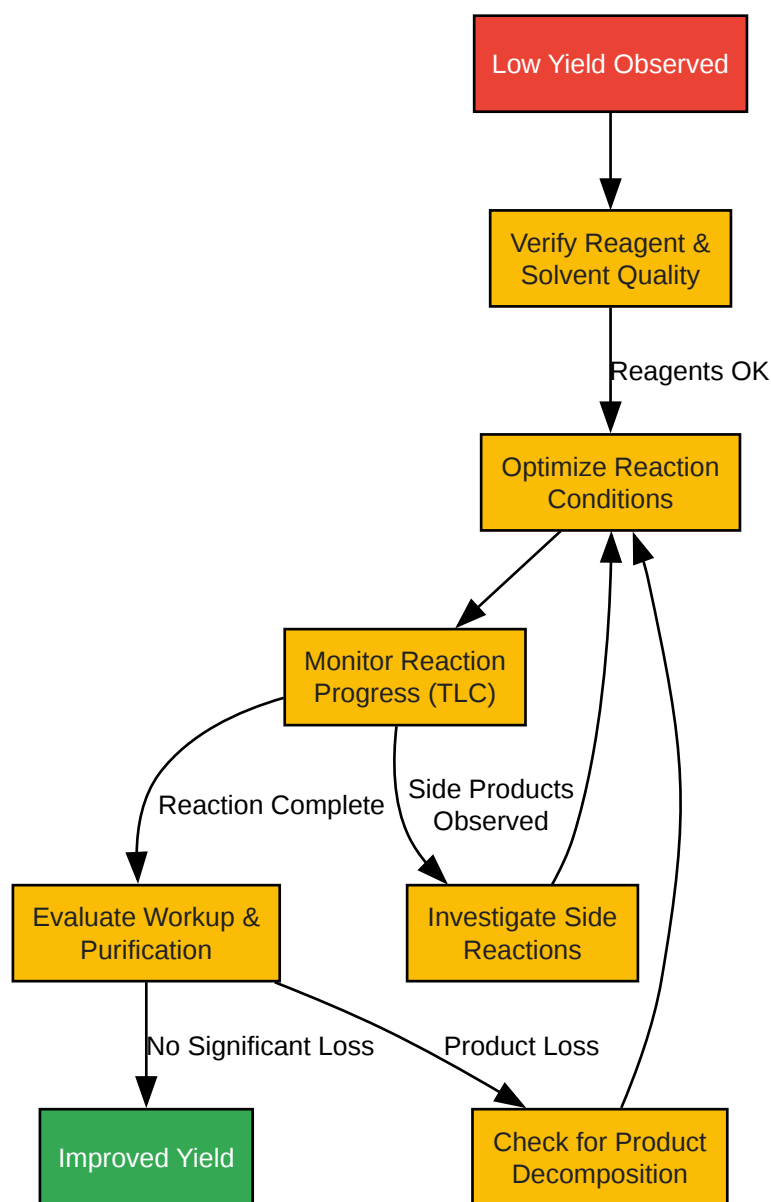 Low Yield Observed
Verify Reagent &
Solvent Quality
Reagents OK
Optimize Reaction
Conditions
Monitor Reaction
Progress (TLC)
Reaction Complete
Side Products
Observed
Evaluate Workup &
Purification
Investigate Side
Reactions
No Significant Loss
Product Loss
Improved Yield
Check for Product
Decomposition